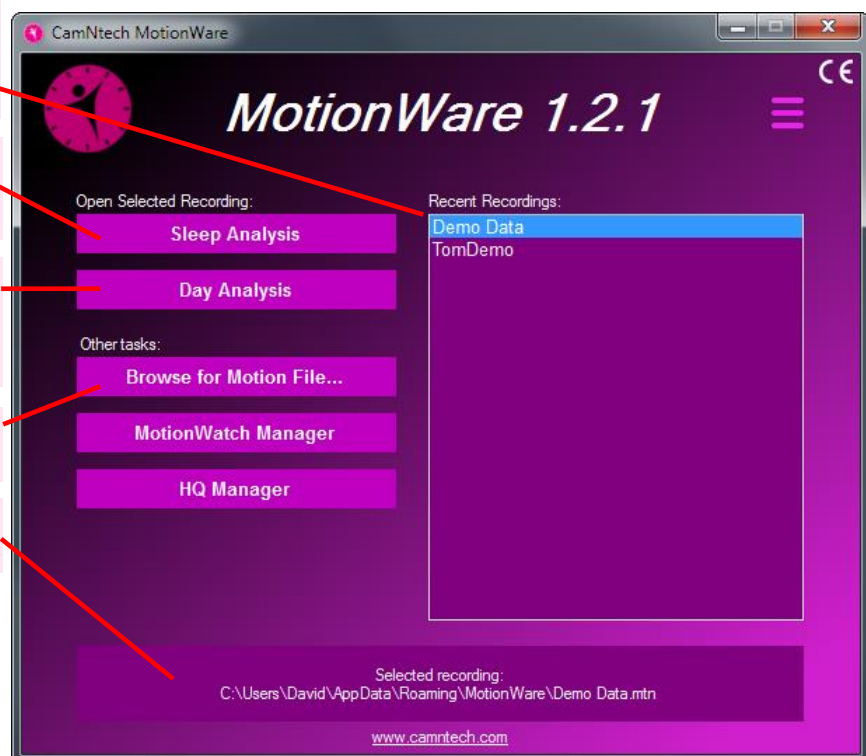 CamNtech MotionWare
CE
MotionWare 1.2.1
Open Selected Recording:
Sleep Analysis
Day Analysis
Other tasks:
Browse for Motion File...
MotionWatch Manager
HQ Manager
Recent Recordings:
Demo Data
TomDemo
Selected recording:
C:\Users\David\AppData\Roaming\MotionWare\Demo Data.mtn
www.camntech.com